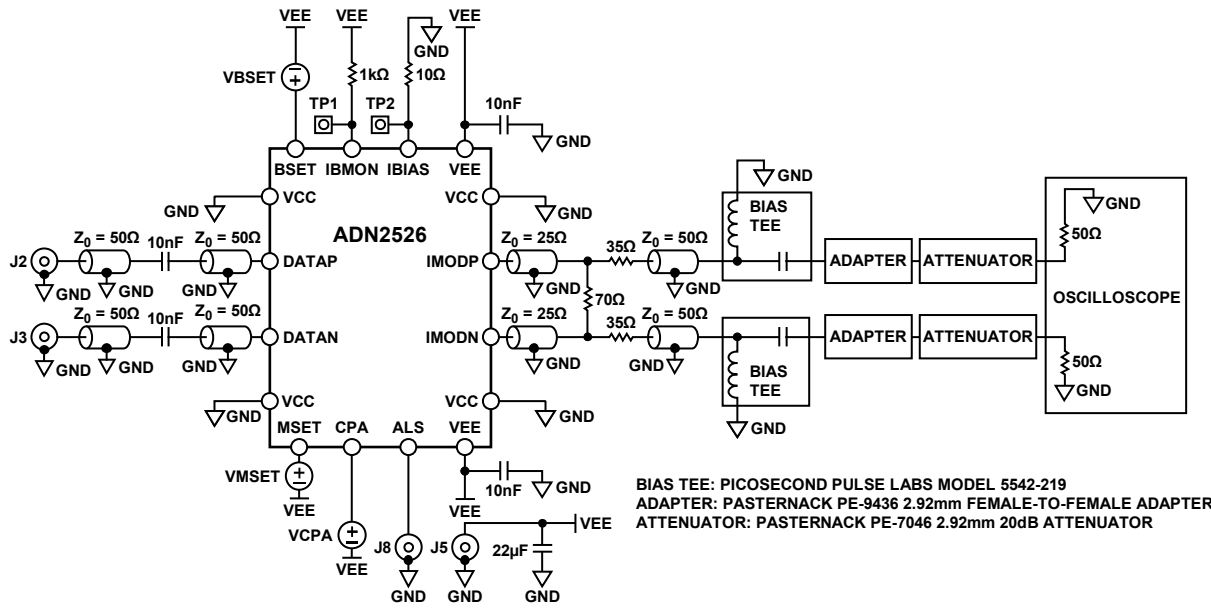 VEE
VEE
VEE
GND
VBSET
1kΩ
10Ω
TP1
TP2
10nF
GND
BSET
IBMON
IBIAS
VEE
GND
VCC
VCC
GND
GND
BIAS
TEE
ADN2526
Z0 = 50Ω
10nF
Z0 = 50Ω
Z0 = 25Ω
35Ω
Z0 = 50Ω
50Ω
GND
J2
DATAP
IMODP
ADAPTER
ATTENUATOR
GND
GND
GND
GND
GND
70Ω
OSCILLOSCOPE
Z0 = 50Ω
10nF
Z0 = 50Ω
Z0 = 25Ω
35Ω
Z0 = 50Ω
J3
DATAN
IMODN
ADAPTER
ATTENUATOR
GND
GND
GND
GND
GND
BIAS
TEE
50Ω
GND
GND
VCC
VCC
GND
GND
MSET
CPA
ALS
VEE
VMSET
VEE
10nF
GND
VEE
BIAS TEE: PICOSECOND PULSE LABS MODEL 5542-219
ADAPTER: PASTERNACK PE-9436 2.92mm FEMALE-TO-FEMALE ADAPTER
ATTENUATOR: PASTERNACK PE-7046 2.92mm 20dB ATTENUATOR
VCPA
VEE
J8
J5
VEE
22µF
GND
GND
GND